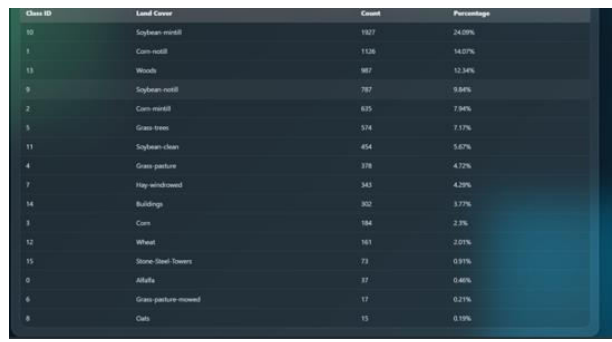 Class ID Land Cover Count Percentage
10 Soybean-mintill 1927 24.09%
1 Corn-notill 1126 14.07%
13 Woods 987 12.34%
9 Soybean-notill 787 9.84%
2 Corn-mintill 635 7.94%
5 Grass-trees 574 7.17%
11 Soybean-clean 454 5.67%
4 Grass-pasture 378 4.72%
7 Hay-windrowed 343 4.29%
14 Buildings 302 3.77%
3 Corn 184 2.3%
12 Wheat 161 2.01%
15 Stone-Steel-Towers 73 0.91%
0 Alfalfa 37 0.46%
6 Grass-pasture-mowed 17 0.21%
8 Oats 15 0.19%